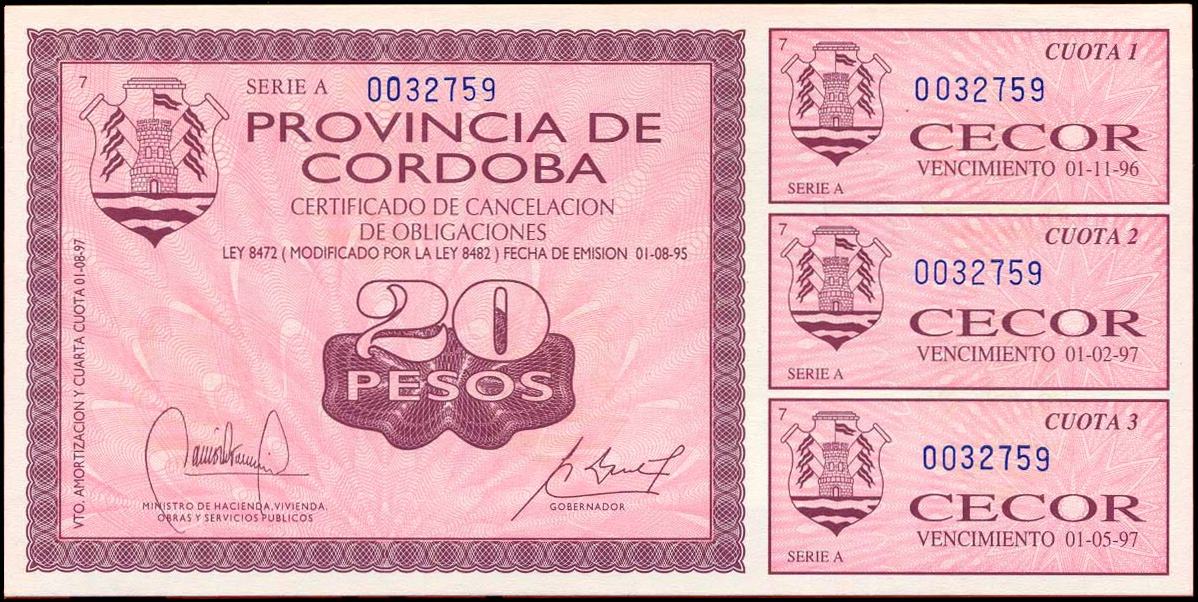 7
SERIE A 0032759
PROVINCIA DE
CORDOBA
CERTIFICADO DE CANCELACION
DE OBLIGACIONES
LEY 8472 ( MODIFICADO POR LA LEY 8482 ) FECHA DE EMISION 01-08-95
20
PESOS
VTO. AMORTIZACION Y CUARTA CUOTA 01-08-97
MINISTRO DE HACIENDA, VIVIENDA,
OBRAS Y SERVICIOS PUBLICOS
GOBERNADOR
7
CUOTA 1
0032759
CECOR
VENCIMIENTO 01-11-96
SERIE A
7
CUOTA 2
0032759
CECOR
VENCIMIENTO 01-02-97
SERIE A
7
CUOTA 3
0032759
CECOR
VENCIMIENTO 01-05-97
SERIE A